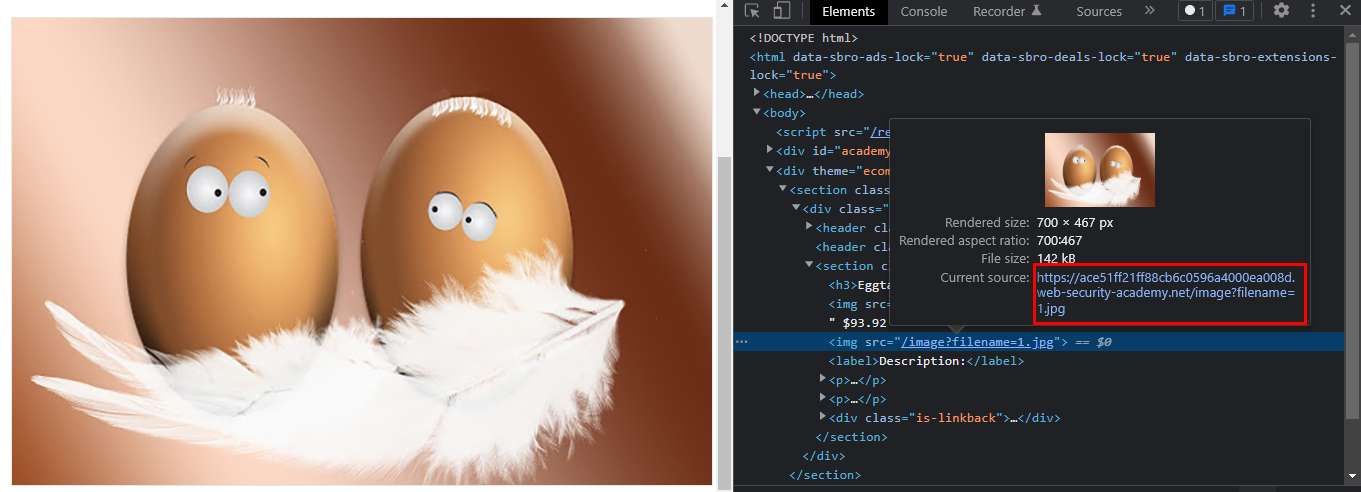 Elements Console Recorder Sources » 1 1
<!DOCTYPE html>
<html data-sbro-ads-lock="true" data-sbro-deals-lock="true" data-sbro-extensions-
lock="true">
<head>…</head>
<body>
<script src="/re
<div id="academy
<div theme="ecom
<section class
<div class="
<header cl
<header cl
<section c
<h3>Eggta
<img src=
" $93.92
Rendered size: 700 × 467 px
Rendered aspect ratio: 700:467
File size: 142 kB
Current source: https://ace51ff21ff88cb6c0596a4000ea008d.
web-security-academy.net/image?filename=
1.jpg
… <img src="/image?filename=1.jpg"> == $0
<label>Description:</label>
<p>…</p>
<p>…</p>
<div class="is-linkback">…</div>
</section>
</div>
</section>